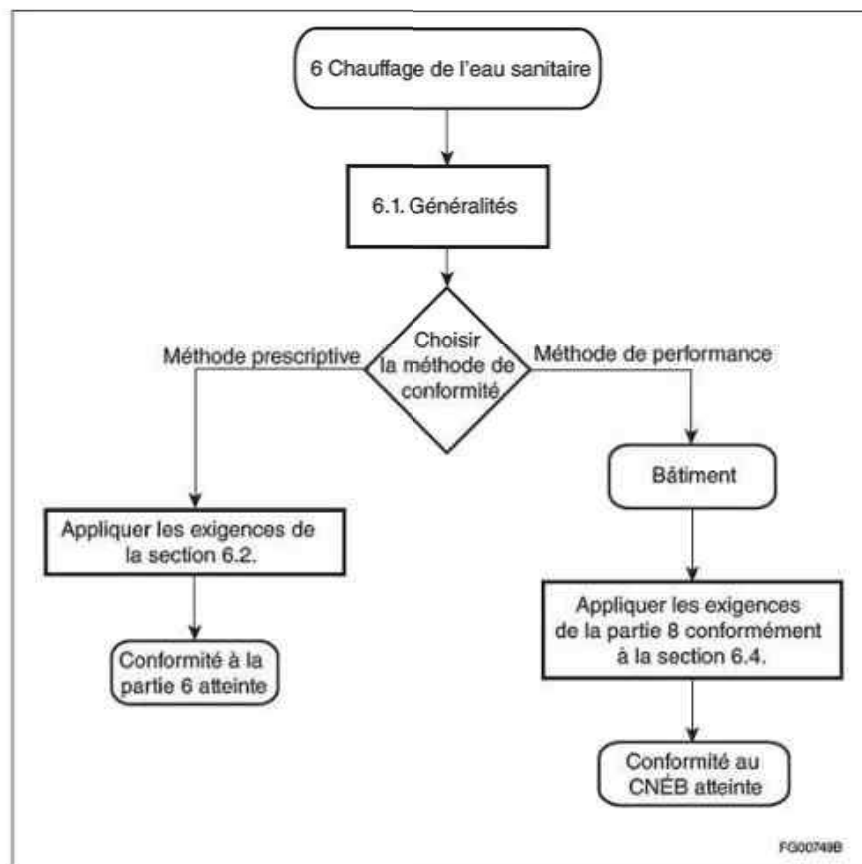 6 Chauffage de l'eau sanitaire
6.1. Généralités
Choisir
la méthode de
conformité
Méthode prescriptive
Méthode de performance
Appliquer les exigences de
la section 6.2.
Conformité à la
partie 6 atteinte
Bâtiment
Appliquer les exigences
de la partie 8 conformément
à la section 6.4.
Conformité au
CNÉB atteinte
FG00749B